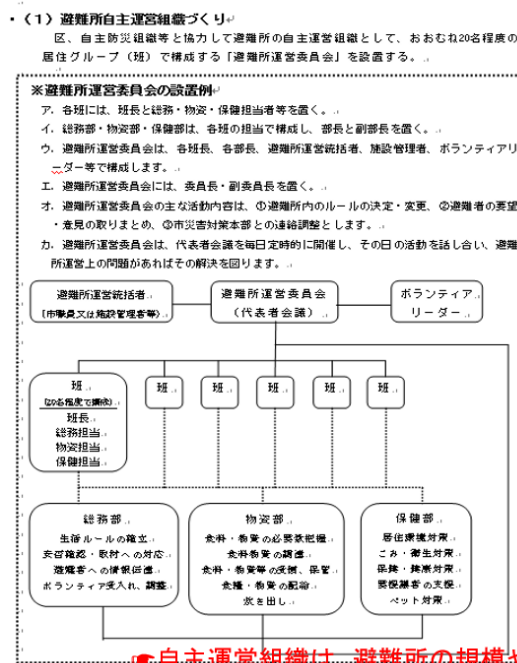 ・（１）避難所自主運営組織づくり
区、自主防災組織等と協力して避難所の自主運営組織として、おおむね20名程度の
居住グループ（班）で構成する「避難所運営委員会」を設置する。
※避難所運営委員会の設置例
ア．各班には、班長と総務・物資・保健担当者等を置く。
イ．総務部・物資部・保健部は、各班の担当で構成し、部長と副部長を置く。
ウ．避難所運営委員会は、各班長、各部長、避難所運営統括者、施設管理者、ボランティアリ
ーダー等で構成します。
エ．避難所運営委員会には、委員長・副委員長を置く。
オ．避難所運営委員会の主な活動内容は、①避難所内のルールの決定・変更、②避難者の要望
・意見の取りまとめ、③市災害対策本部との連絡調整とします。
カ．避難所運営委員会は、代表者会議を毎日定時的に開催し、その日の活動を話し合い、避難
所運営上の問題があればその解決を図ります。
避難所運営統括者
（市職員又は施設管理者等）
避難所運営委員会
（代表者会議）
ボランティア
リーダー
班
（20名程度で構成）
班長
総務担当
物資担当
保健担当
班
班
班
班
班
総務部
生活ルールの確立
安否確認・取材への対応
避難者への情報伝達
ボランティア受入れ、調整
物資部
食料・物資の必要数把握
食料物資の調達
食料・物資等の受領、保管
食糧・物資の配給
炊き出し
保健部
居住環境対策
ごみ・衛生対策
保健・健康対策
要援護者の支援
ペット対策
☛自主運営組織は、避難所の規模や